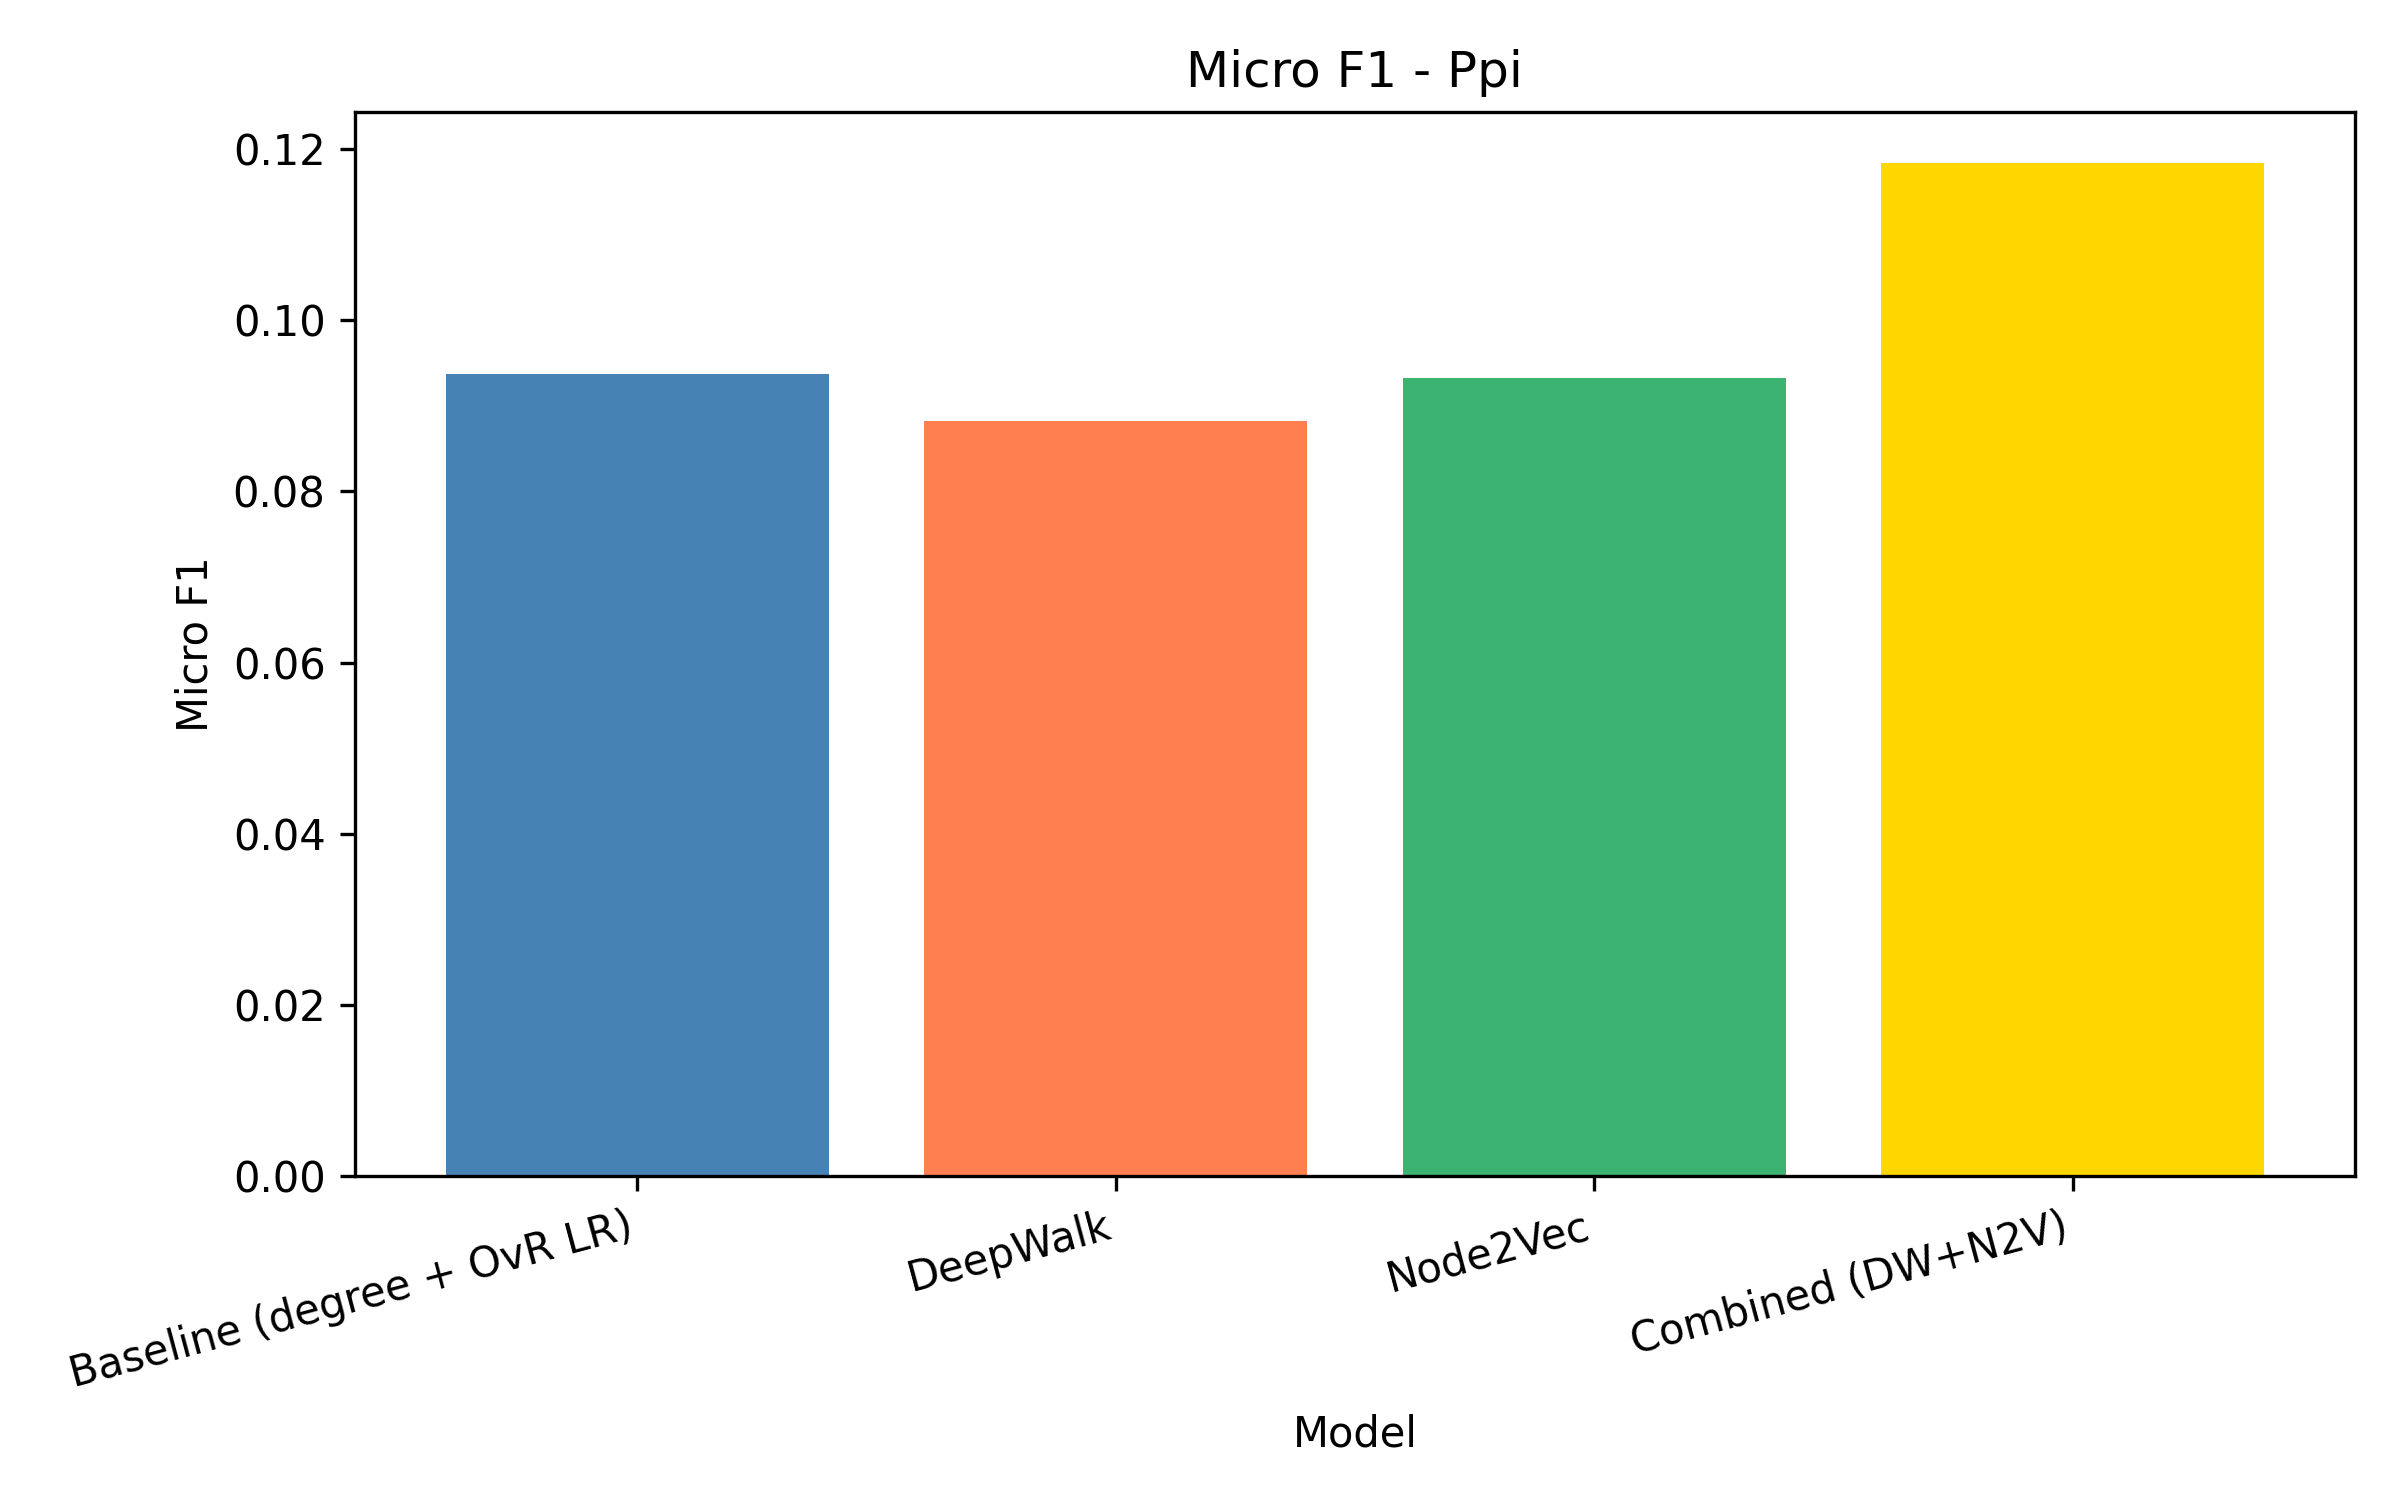 Micro F1 - Ppi
Micro F1
0.12
0.10
0.08
0.06
0.04
0.02
0.00
Baseline (degree + OvR LR)
DeepWalk
Node2Vec
Combined (DW+N2V)
Model